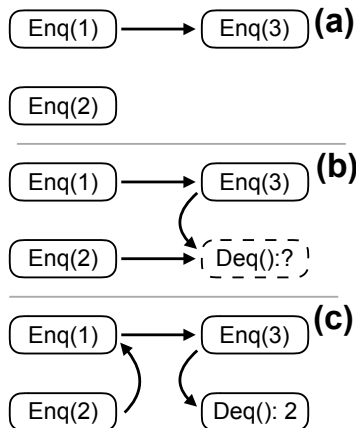 Enq(1) Enq(3) (a)
Enq(2)
(b)
Enq(1) Enq(3)
Enq(2) Deq():?
(c)
Enq(1) Enq(3)
Enq(2) Deq(): 2